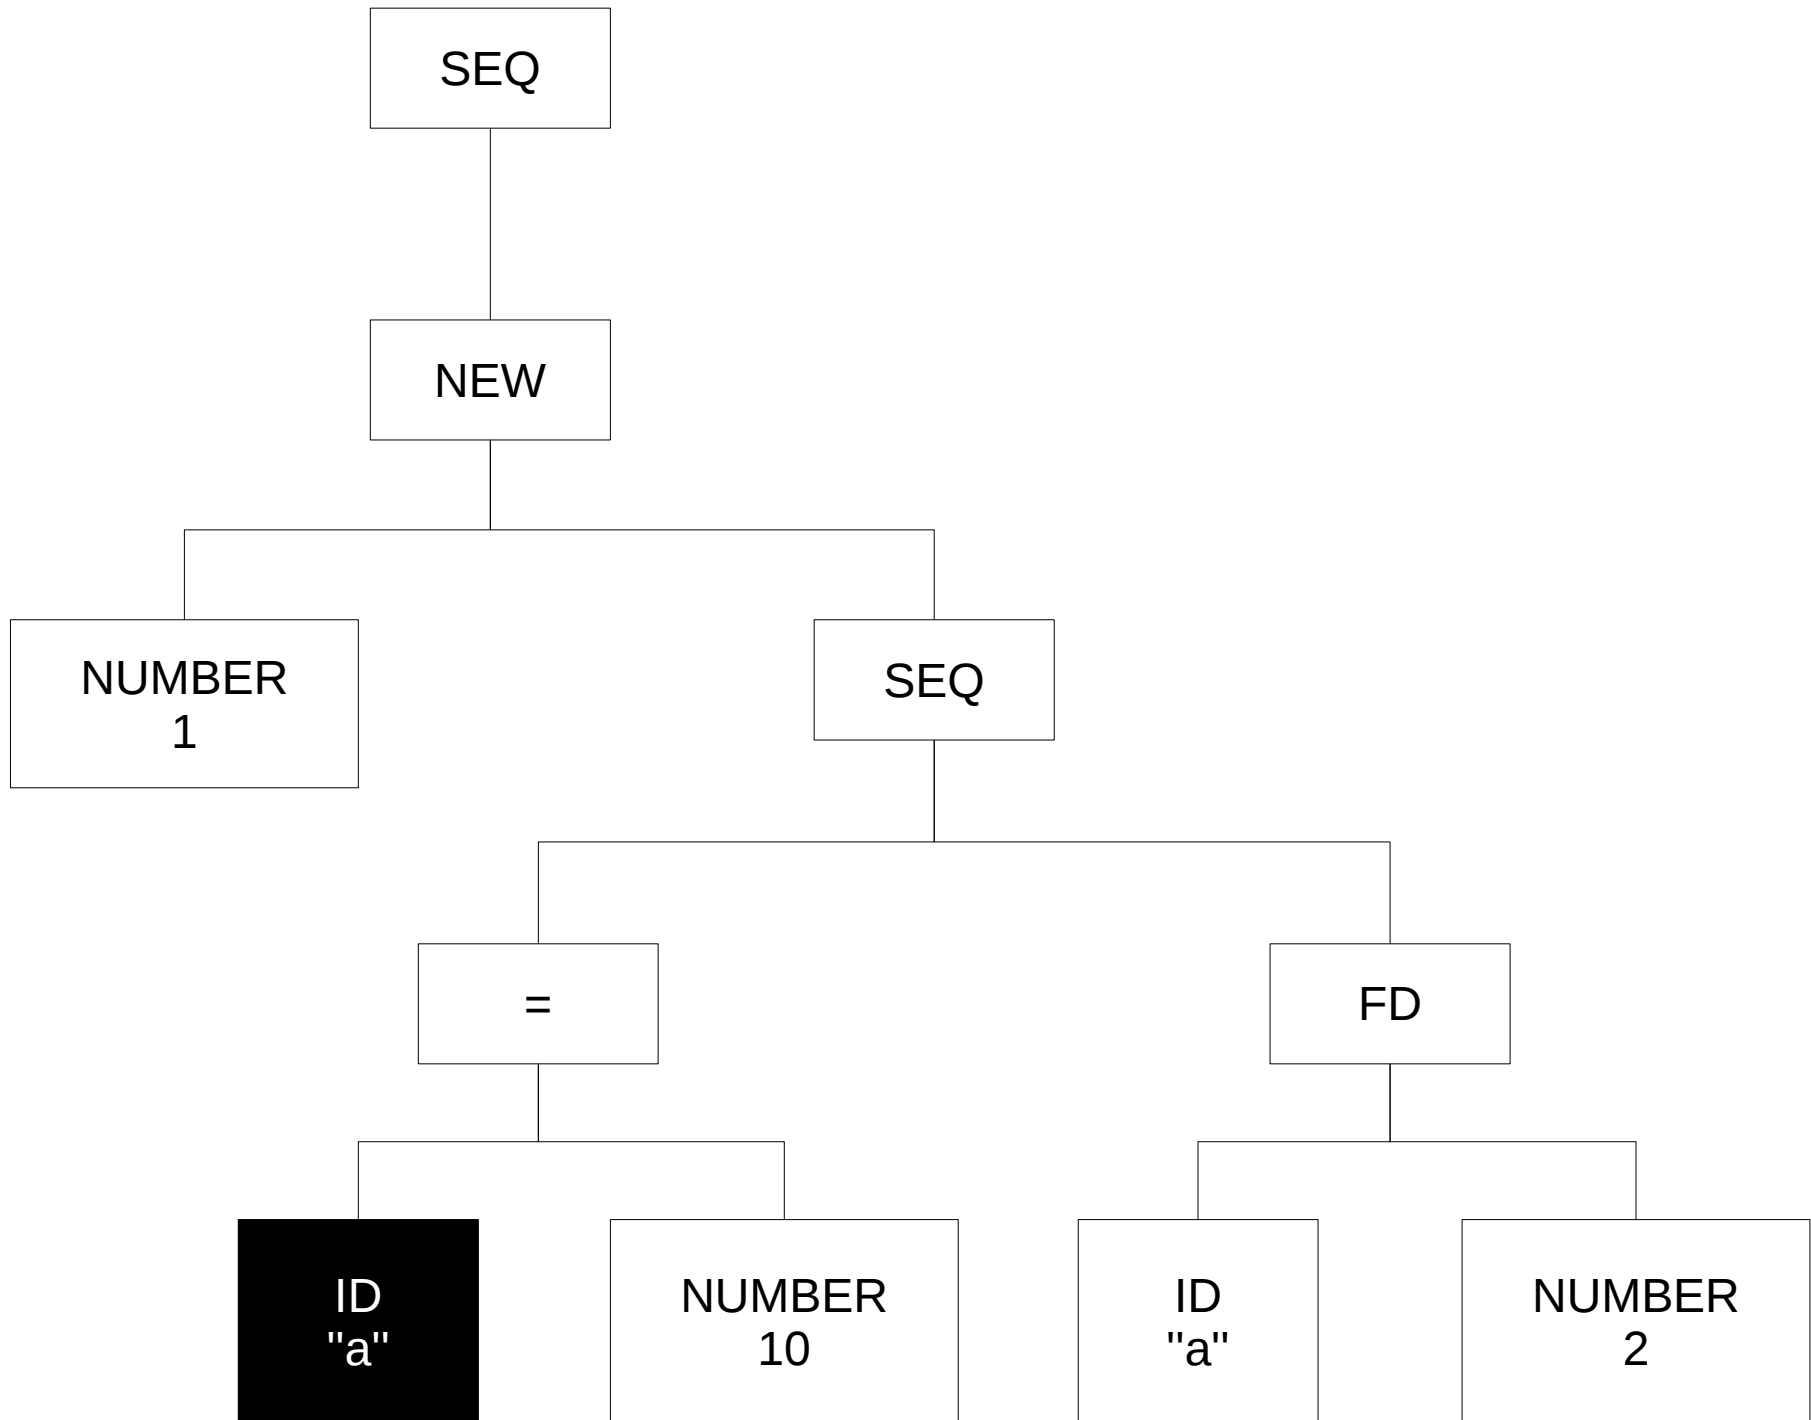 SEQ
NEW
NUMBER
1
SEQ
=
FD
ID
"a"
NUMBER
10
ID
"a"
NUMBER
2